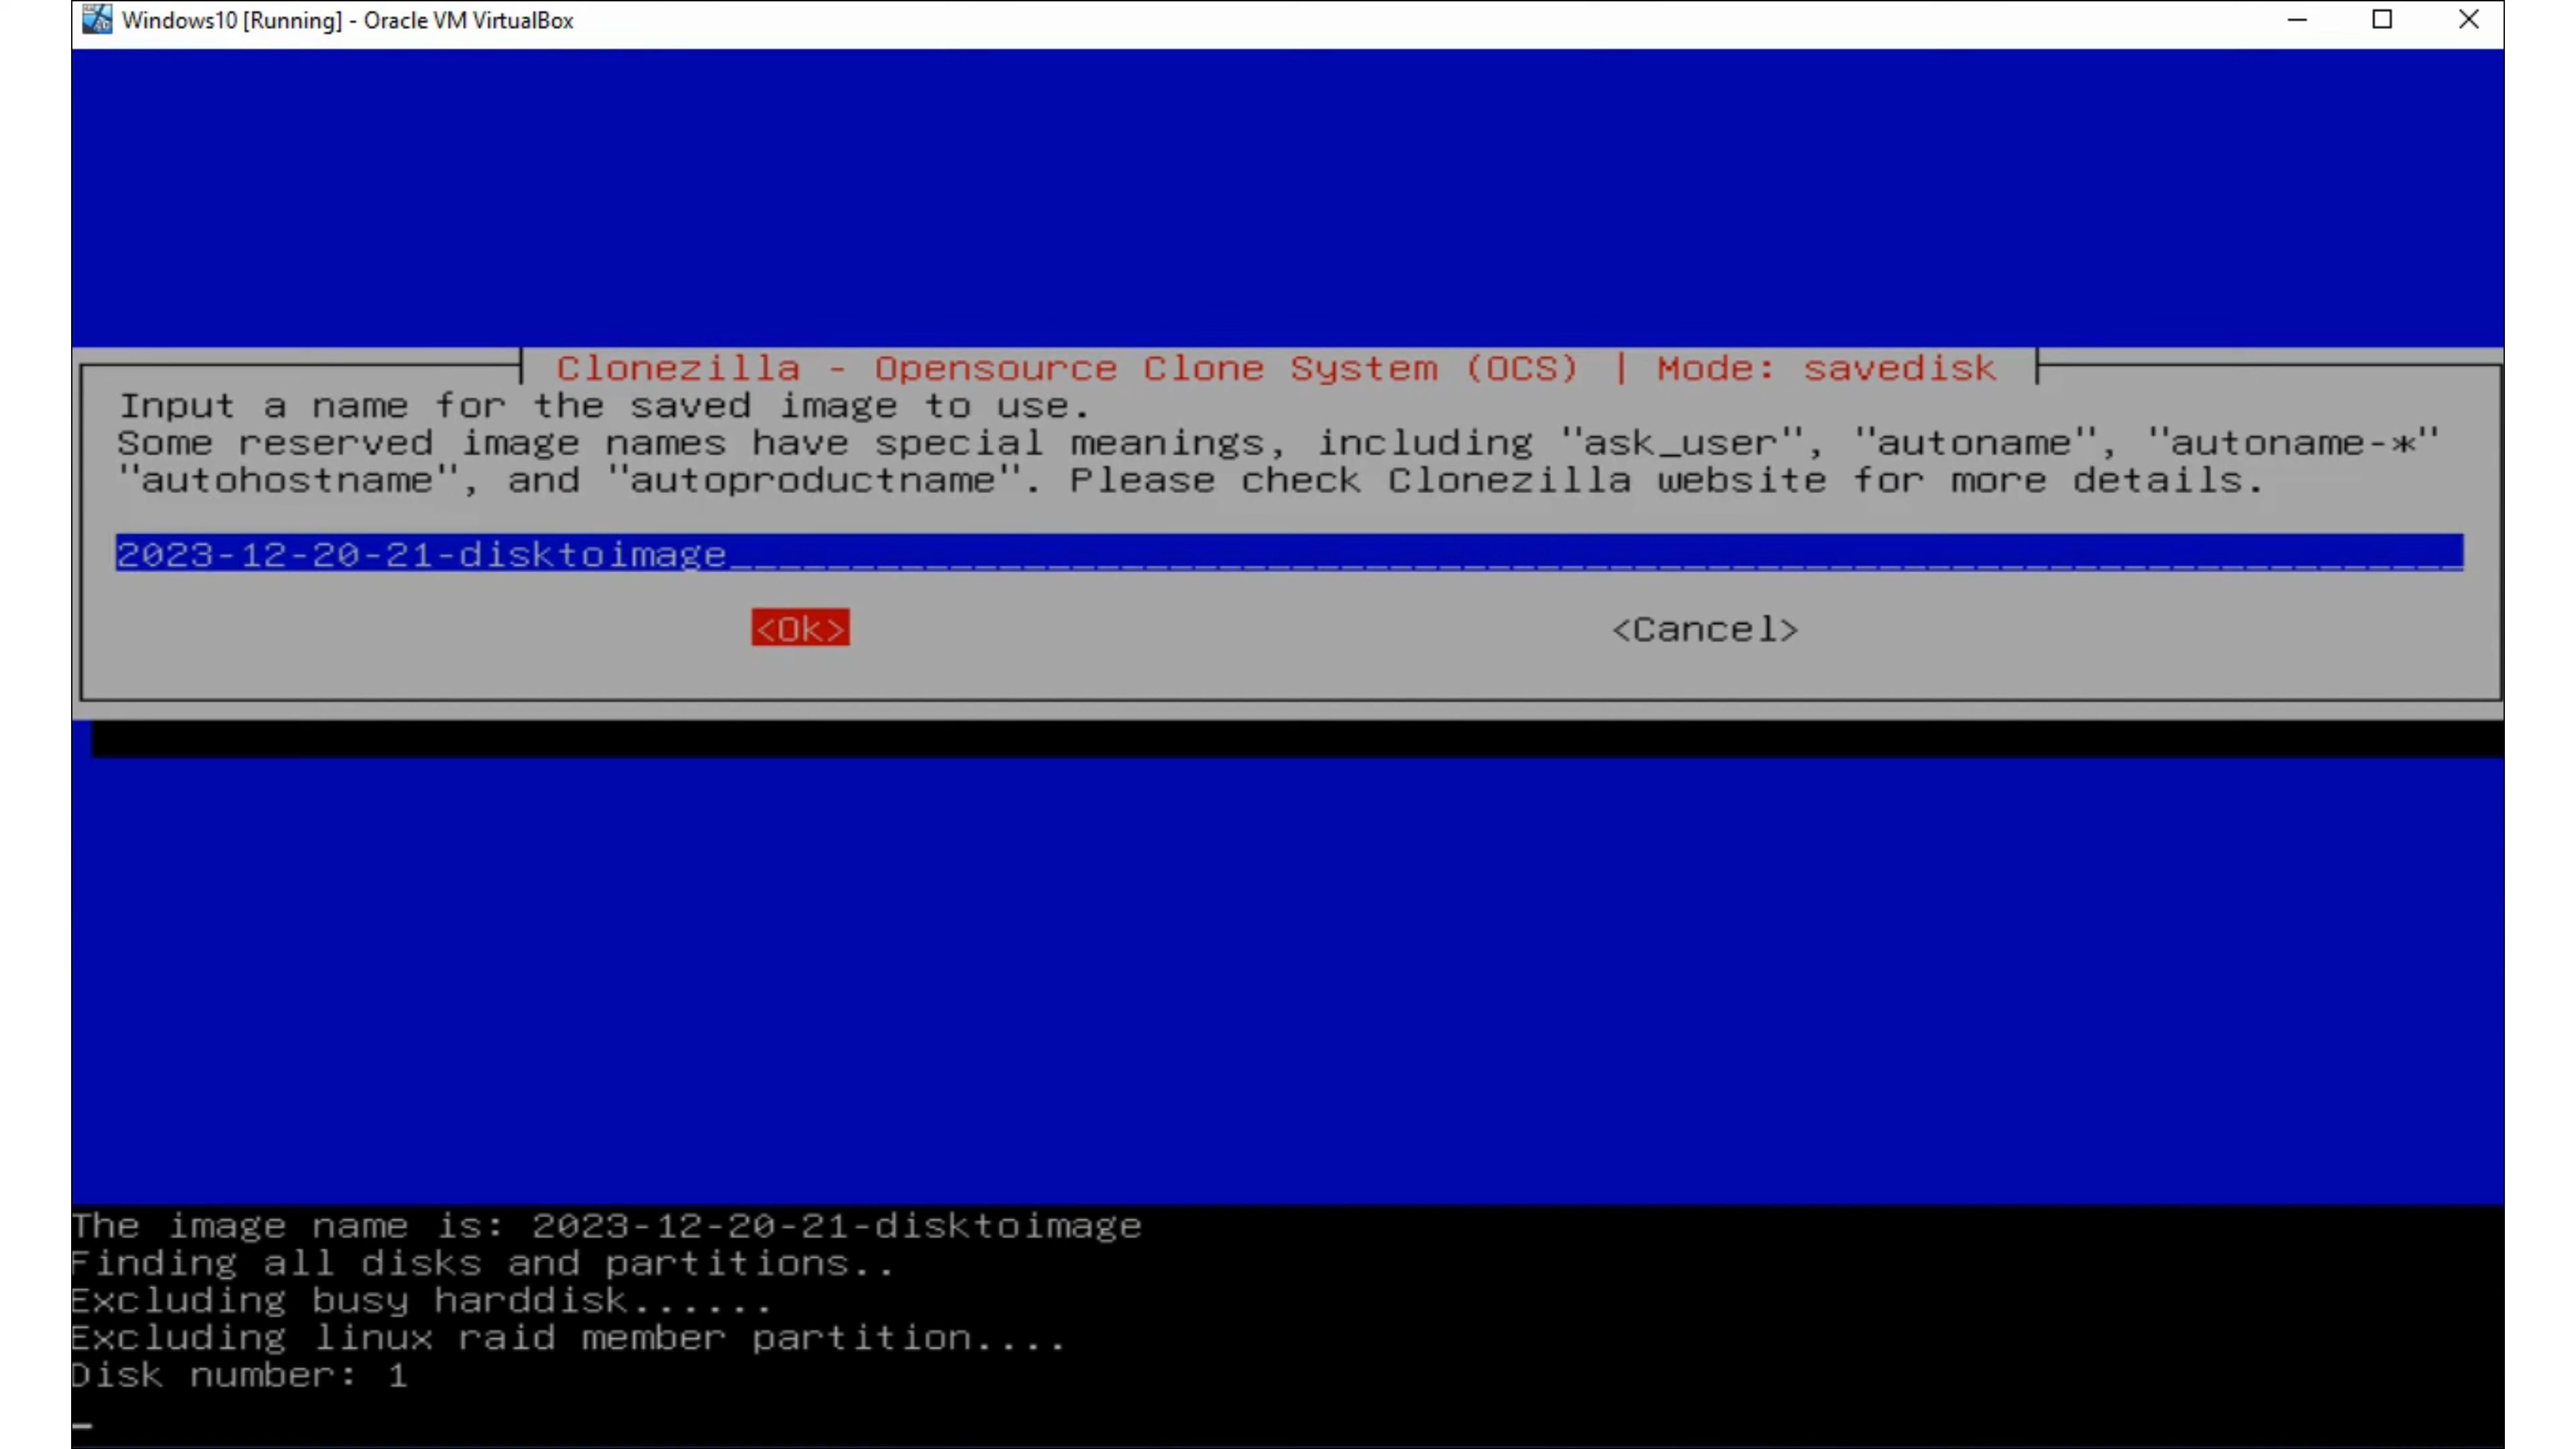 Windows10 [Running] - Oracle VM VirtualBox
Clonezilla - Opensource Clone System (OCS) | Mode: savedisk
Input a name for the saved image to use.
Some reserved image names have special meanings, including "ask_user", "autoname", "autoname-*"
"autohostname", and "autoproductname". Please check Clonezilla website for more details.
2023-12-20-21-disktoimage
<Ok> <Cancel>
The image name is: 2023-12-20-21-disktoimage
Finding all disks and partitions..
Excluding busy harddisk......
Excluding linux raid member partition....
Disk number: 1